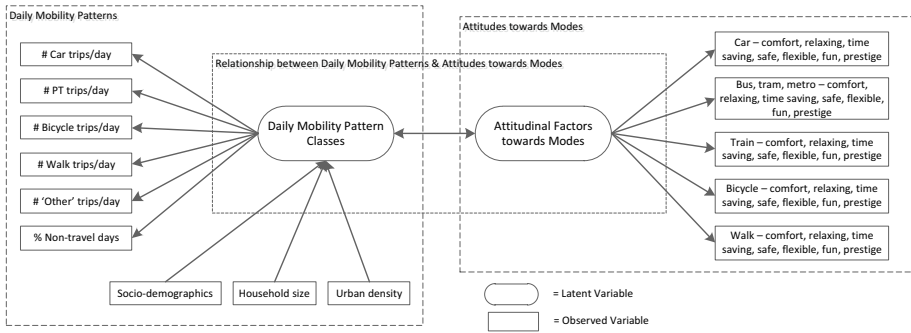 Daily Mobility Patterns
# Car trips/day
# PT trips/day
# Bicycle trips/day
# Walk trips/day
# 'Other' trips/day
% Non-travel days
Socio-demographics
Household size
Urban density
Relationship between Daily Mobility Patterns & Attitudes towards Modes
Daily Mobility Pattern
Classes
Attitudinal Factors
towards Modes
Attitudes towards Modes
Car – comfort, relaxing, time
saving, safe, flexible, fun, prestige
Bus, tram, metro – comfort,
relaxing, time saving, safe, flexible,
fun, prestige
Train – comfort, relaxing, time
saving, safe, flexible, fun, prestige
Bicycle – comfort, relaxing, time
saving, safe, flexible, fun, prestige
Walk – comfort, relaxing, time
saving, safe, flexible, fun, prestige
= Latent Variable
= Observed Variable